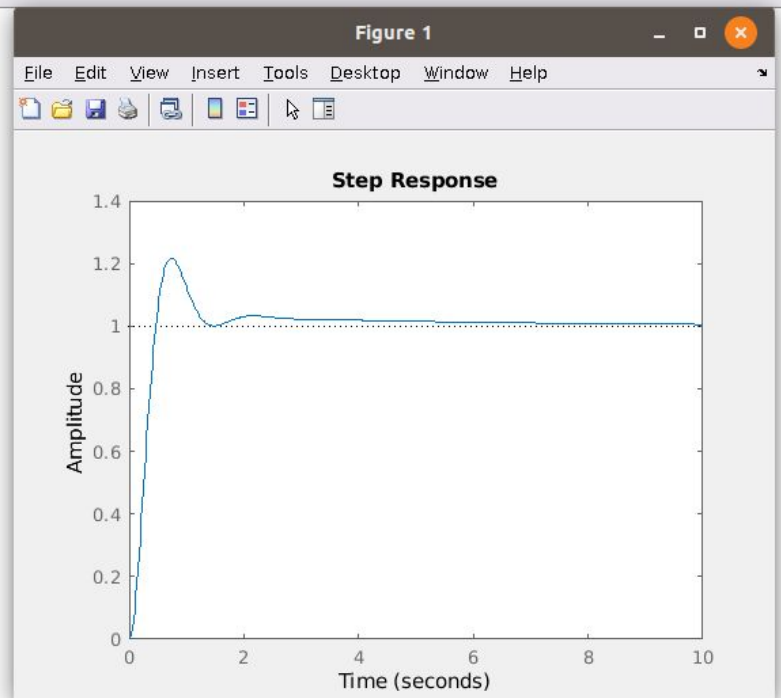 Figure 1
File Edit View Insert Tools Desktop Window Help
Step Response
1.4
1.2
1
0.8
0.6
0.4
0.2
0
Amplitude
0 2 4 6 8 10
Time (seconds)